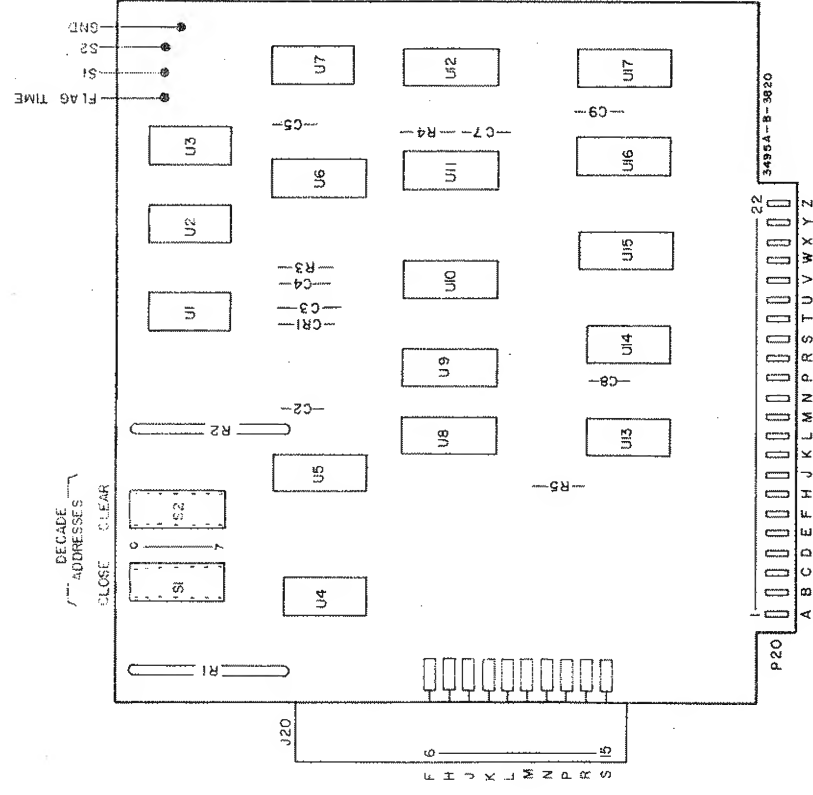 GND
S2
S1
FLAG TIME
U7
U12
U17
C5
R4
C7
C9
U3
U6
U11
U16
34954A-B-3820
U2
22
R3
C4
C3
CR1
U10
U15
U1
U9
U14
C8
C2
R2
U8
U13
U5
R5
DECADE
ADDRESSES
CLOSE CLEAR
S2
0
7
S1
U4
R1
1
A B C D E F H J K L M N P R S T U V W X Y Z
P20
J20
6
15
F
H
J
K
L
M
N
P
R
S